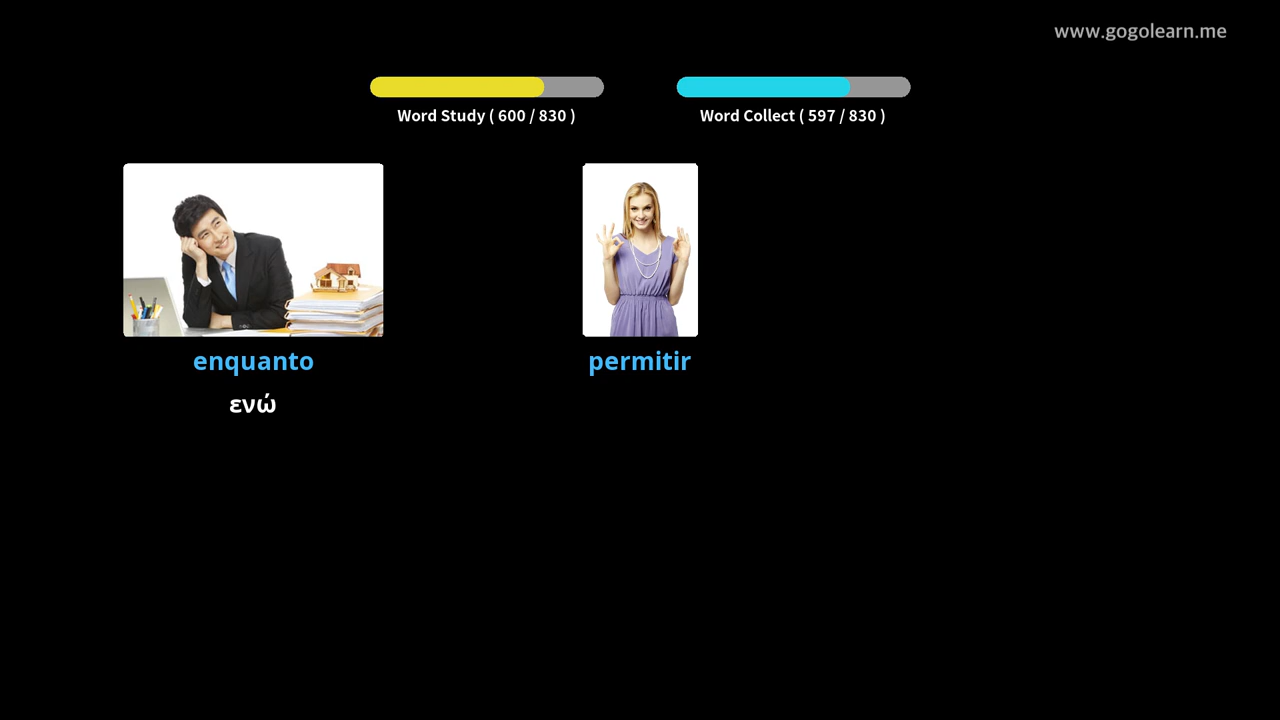 www.gogolearn.me
Word Study ( 600 / 830 )
Word Collect ( 597 / 830 )
enquanto
permitir
ενώ